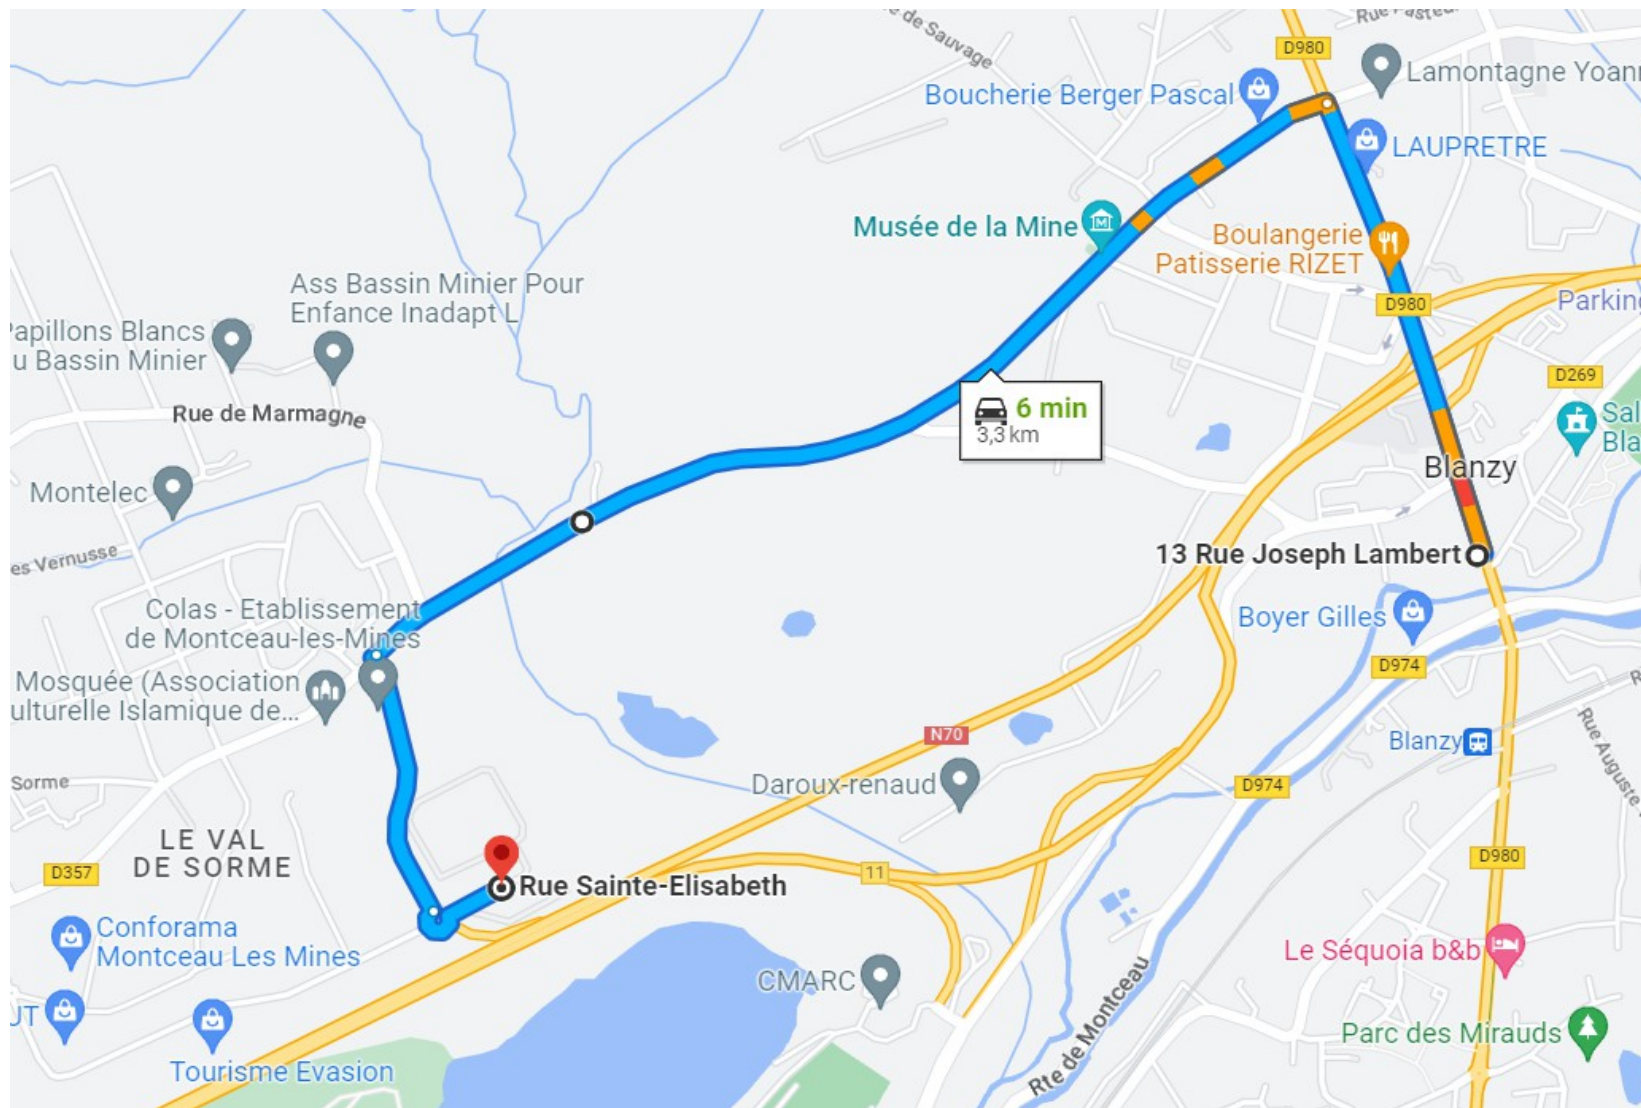 Rue Pasteur
de Sauvage
D980
Lamontagne Yoann
Boucherie Berger Pascal
LAUPRETRE
Musée de la Mine
Boulangerie
Patisserie RIZET
Ass Bassin Minier Pour
Enfance Inadapt L
D980
Parking
Papillons Blancs
u Bassin Minier
D269
Rue de Marmagne
6 min
3,3 km
Sal
Bla
Blanzy
Montelec
es Vernusse
13 Rue Joseph Lambert
Colas - Etablissement
de Montceau-les-Mines
Boyer Gilles
D974
Mosquée (Association
ulturelle Islamique de...
N70
Blanzy
Rue Auguste
Sorme
Daroux-renaud
D974
LE VAL
DE SORME
D357
11
D980
Rue Sainte-Elisabeth
Conforama
Montceau Les Mines
Le Séquoia b&b
CMARC
UT
Rte de Montceau
Parc des Mirauds
Tourisme Evasion